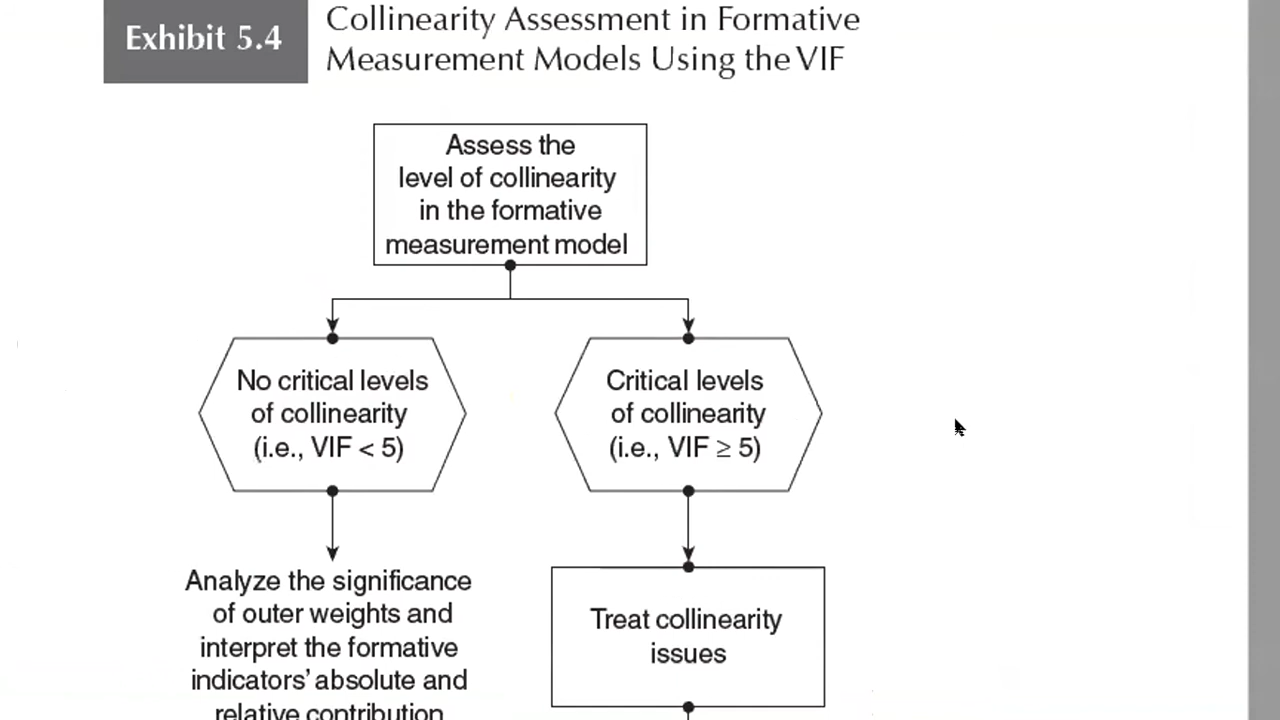 Exhibit 5.4
Collinearity Assessment in Formative
Measurement Models Using the VIF
Assess the
level of collinearity
in the formative
measurement model
No critical levels
of collinearity
(i.e., VIF < 5)
Critical levels
of collinearity
(i.e., VIF ≥ 5)
Analyze the significance
of outer weights and
interpret the formative
indicators' absolute and
relative contribution
Treat collinearity
issues